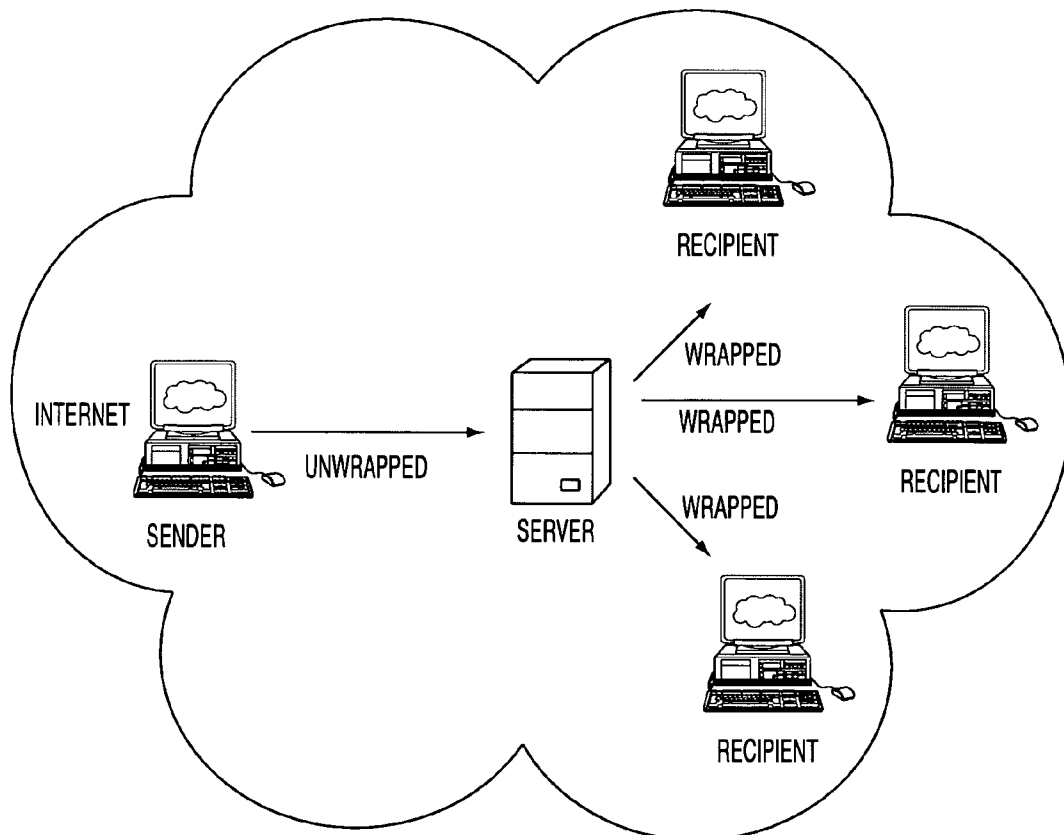 RECIPIENT
WRAPPED
INTERNET
WRAPPED
UNWRAPPED
RECIPIENT
WRAPPED
SENDER
SERVER
RECIPIENT